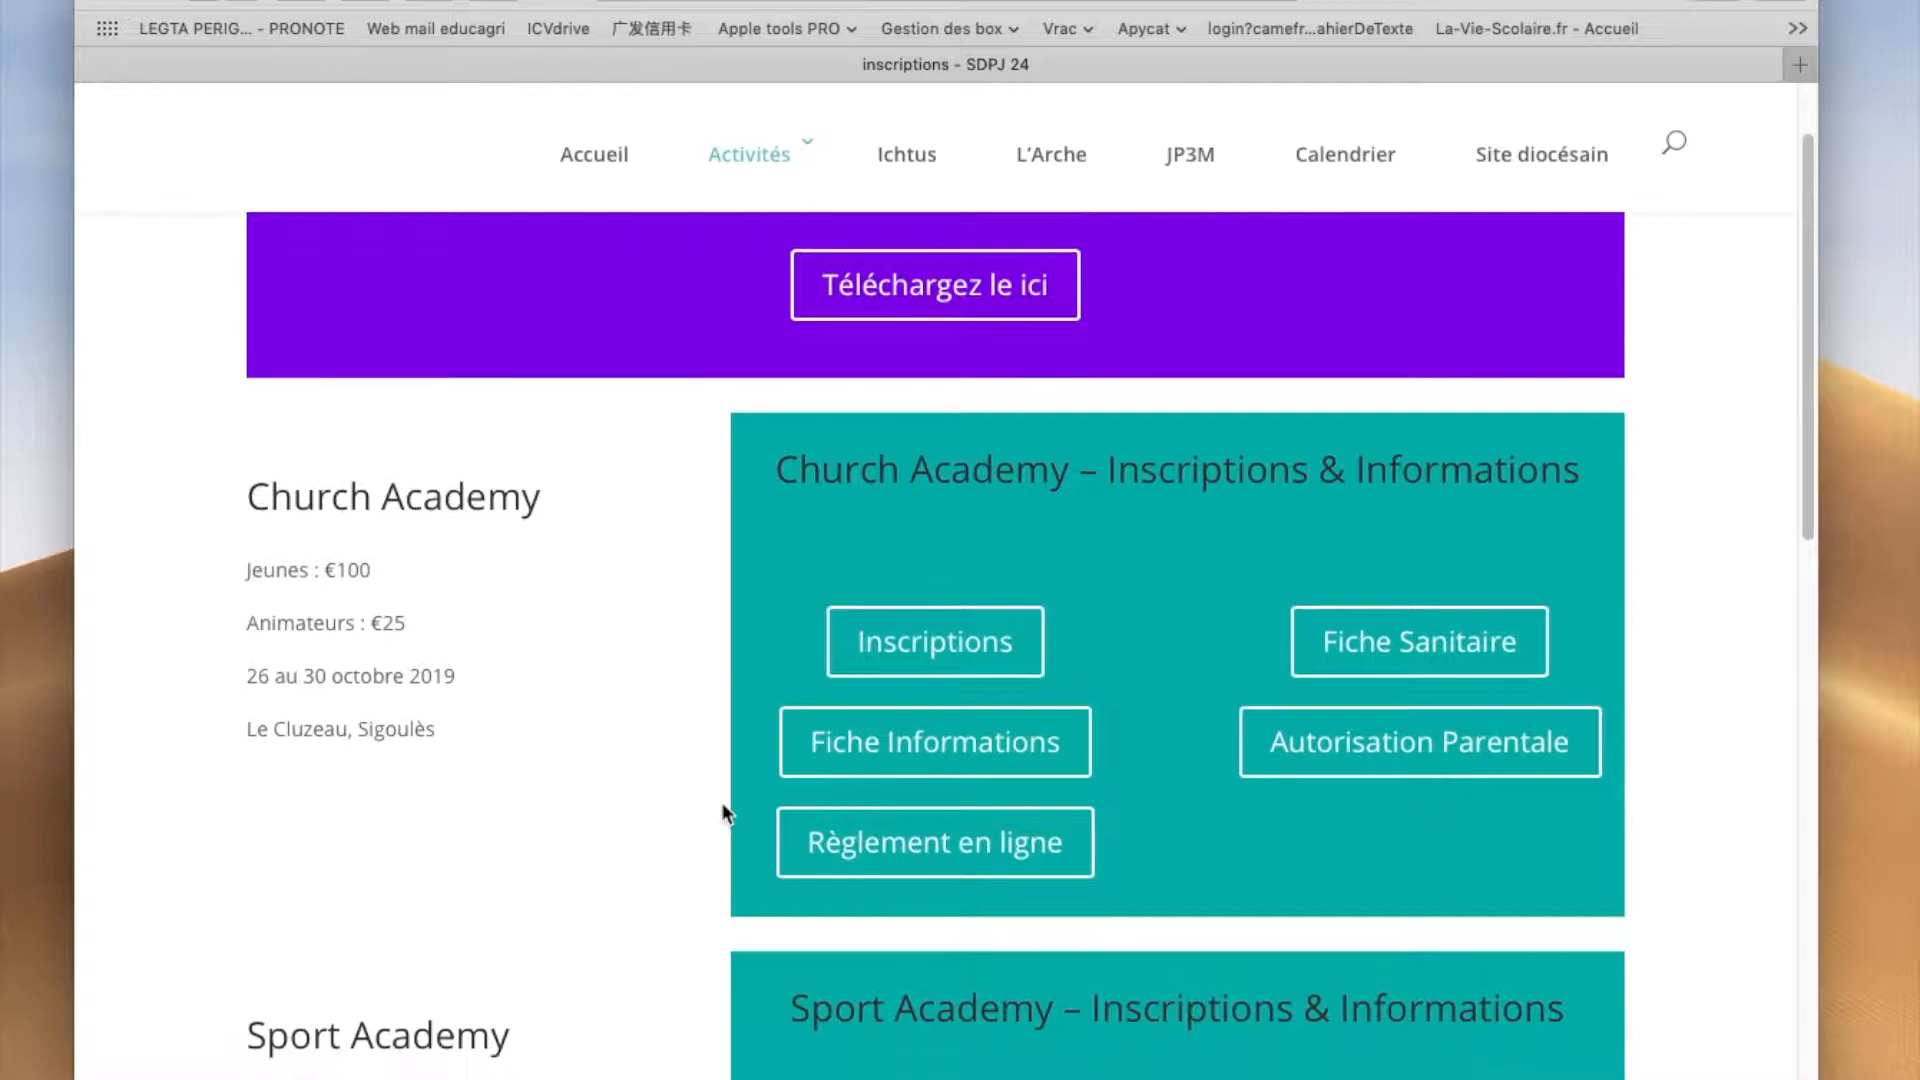 LEGTA PERIG... - PRONOTE Web mail educagri ICVdrive 广发信用卡 Apple tools PRO Gestion des box Vrac Apycat login?camefr...ahierDeTexte La-Vie-Scolaire.fr - Accueil >>
inscriptions - SDPJ 24 +
Accueil Activités Ichtus L'Arche JP3M Calendrier Site diocésain
Téléchargez le ici
Church Academy
Jeunes : €100
Animateurs : €25
26 au 30 octobre 2019
Le Cluzeau, Sigoulès
Church Academy – Inscriptions & Informations
Inscriptions Fiche Sanitaire
Fiche Informations Autorisation Parentale
Règlement en ligne
Sport Academy
Sport Academy – Inscriptions & Informations